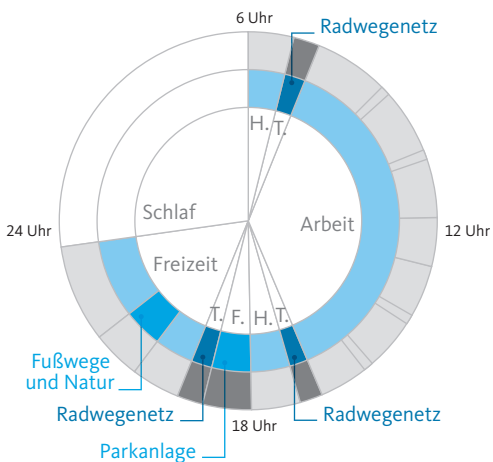 6 Uhr
Radwegenetz
H.
T.
Schlaf
Arbeit
24 Uhr
12 Uhr
Freizeit
T.
F.
H.
T.
Fußwege
und Natur
Radwegenetz
18 Uhr
Radwegenetz
Parkanlage